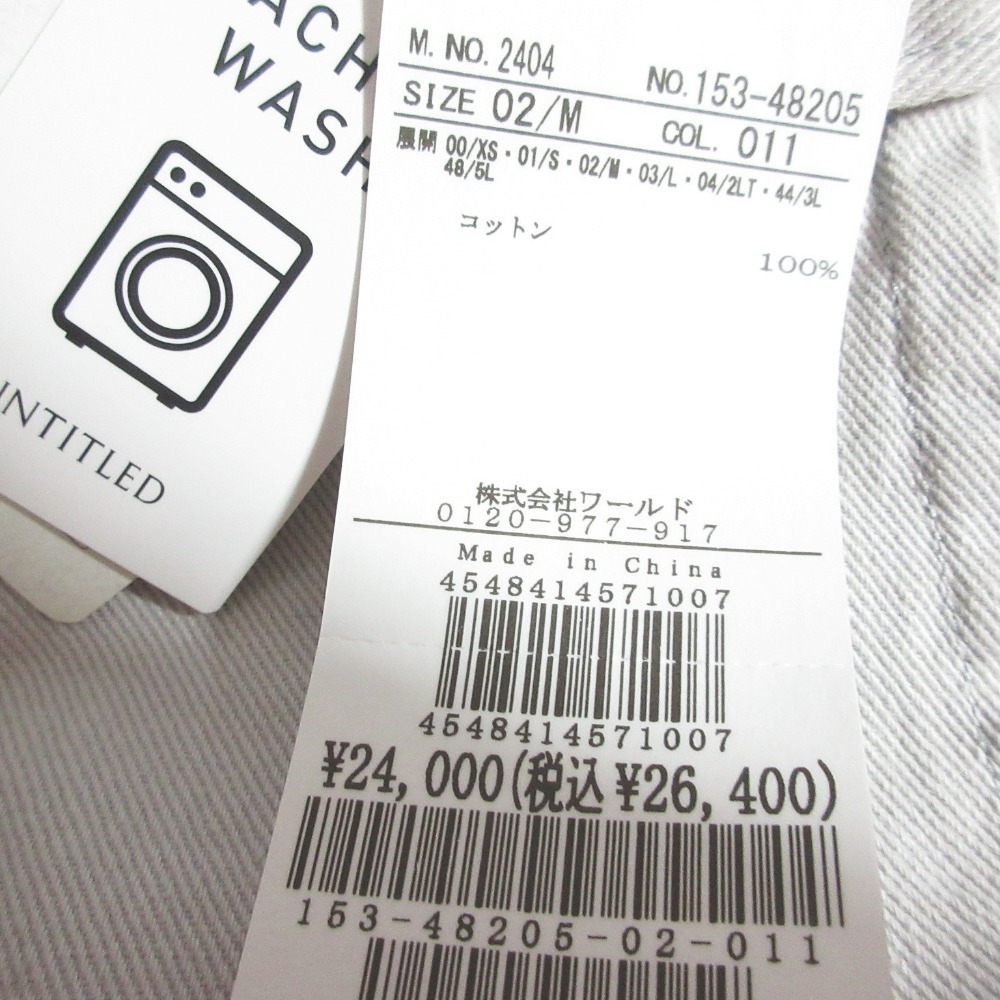 WASH
UNTITLED
M. NO. 2404
NO. 153-48205
SIZE 02/M
COL. 011
展開 00/XS・01/S・02/M・03/L・04/2LT・44/3L
48/5L
コットン
100%
株式会社ワールド
0120-977-917
Made in China
4548414571007
4548414571007
¥24,000(税込¥26,400)
153-48205-02-011